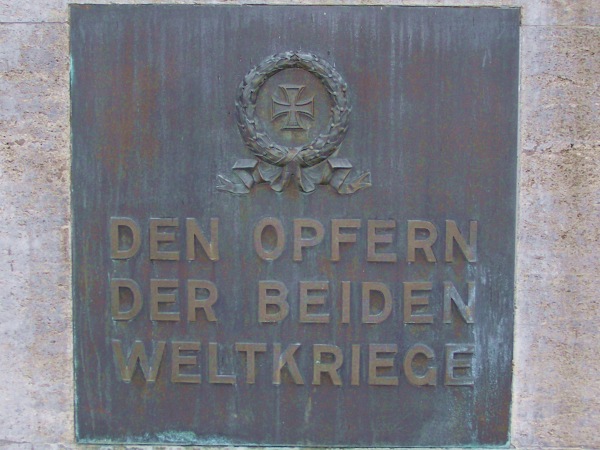 DEN OPFERN
DER BEIDEN
WELTKRIEGE